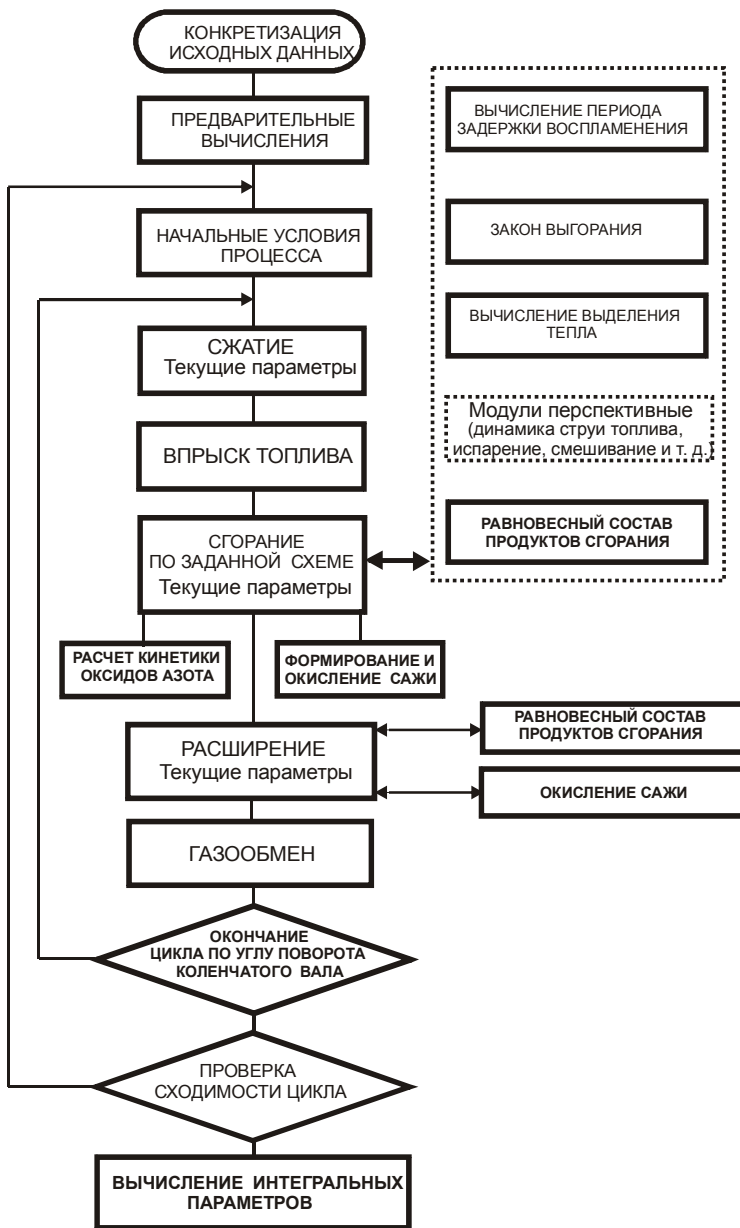 КОНКРЕТИЗАЦИЯ
ИСХОДНЫХ ДАННЫХ
ПРЕДВАРИТЕЛЬНЫЕ
ВЫЧИСЛЕНИЯ
НАЧАЛЬНЫЕ УСЛОВИЯ
ПРОЦЕССА
СЖАТИЕ
Текущие параметры
ВПРЫСК ТОПЛИВА
СГОРАНИЕ
ПО ЗАДАННОЙ СХЕМЕ
Текущие параметры
ВЫЧИСЛЕНИЕ ПЕРИОДА
ЗАДЕРЖКИ ВОСПЛАМЕНЕНИЯ
ЗАКОН ВЫГОРАНИЯ
ВЫЧИСЛЕНИЕ ВЫДЕЛЕНИЯ
ТЕПЛА
Модули перспективные
(динамика струи топлива,
испарение, смешивание и т. д.)
РАВНОВЕСНЫЙ СОСТАВ
ПРОДУКТОВ СГОРАНИЯ
РАСЧЕТ КИНЕТИКИ
ОКСИДОВ АЗОТА
ФОРМИРОВАНИЕ И
ОКИСЛЕНИЕ САЖИ
РАСШИРЕНИЕ
Текущие параметры
РАВНОВЕСНЫЙ СОСТАВ
ПРОДУКТОВ СГОРАНИЯ
ОКИСЛЕНИЕ САЖИ
ГАЗООБМЕН
ОКОНЧАНИЕ
ЦИКЛА ПО УГЛУ ПОВОРОТА
КОЛЕНЧАТОГО ВАЛА
ПРОВЕРКА
СХОДИМОСТИ ЦИКЛА
ВЫЧИСЛЕНИЕ ИНТЕГРАЛЬНЫХ
ПАРАМЕТРОВ